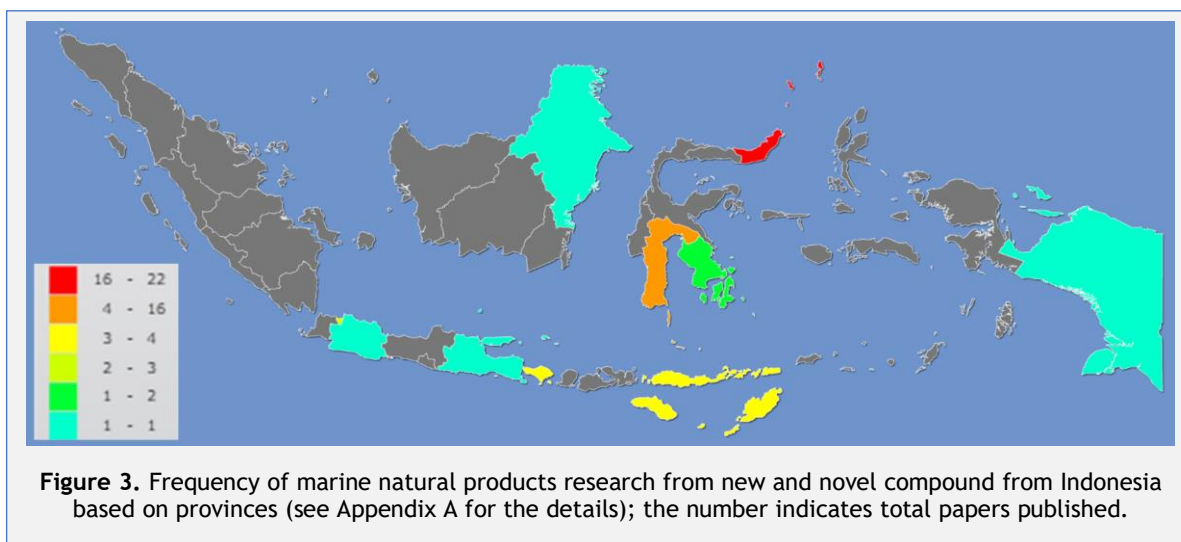 16 - 22
4 - 16
3 - 4
2 - 3
1 - 2
1 - 1
Figure 3. Frequency of marine natural products research from new and novel compound from Indonesia
based on provinces (see Appendix A for the details); the number indicates total papers published.